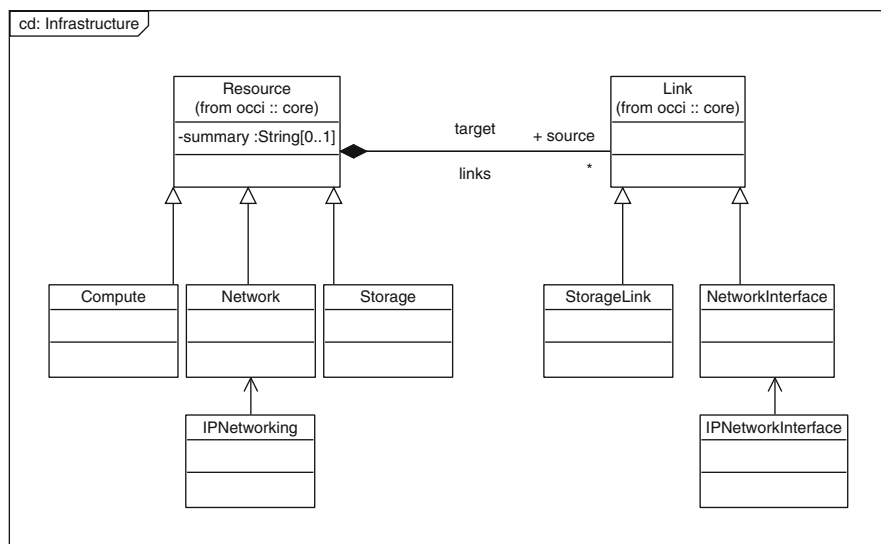 cd: Infrastructure
Resource
(from occi :: core)
-summary :String[0..1]
target
+ source
links
*
Link
(from occi :: core)
Compute
Network
Storage
StorageLink
NetworkInterface
IPNetworking
IPNetworkInterface